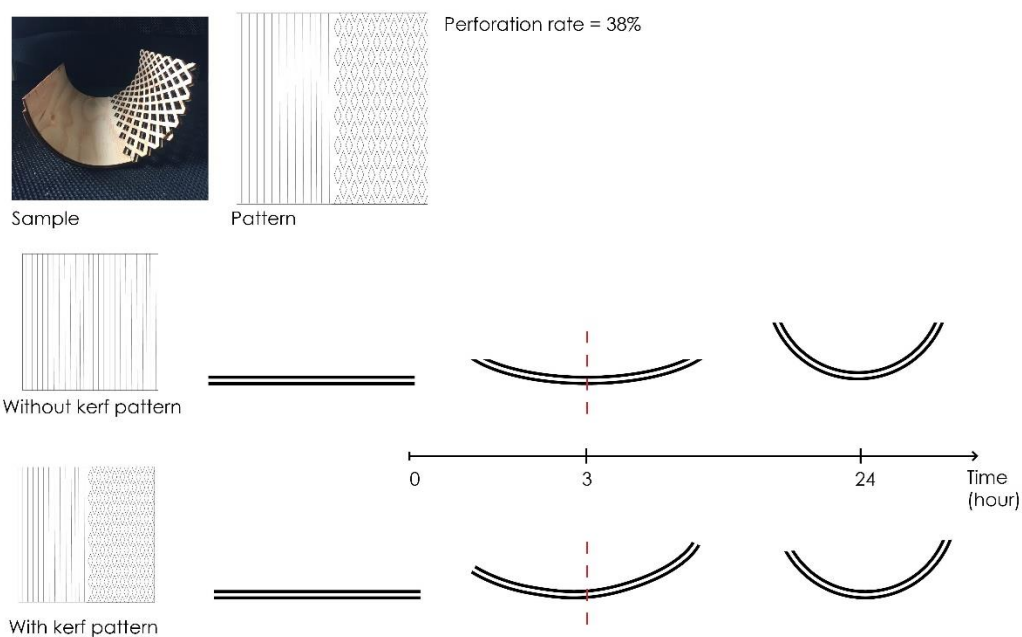 Perforation rate = 38%
Sample
Pattern
Without kerf pattern
0
3
24
Time
(hour)
With kerf pattern